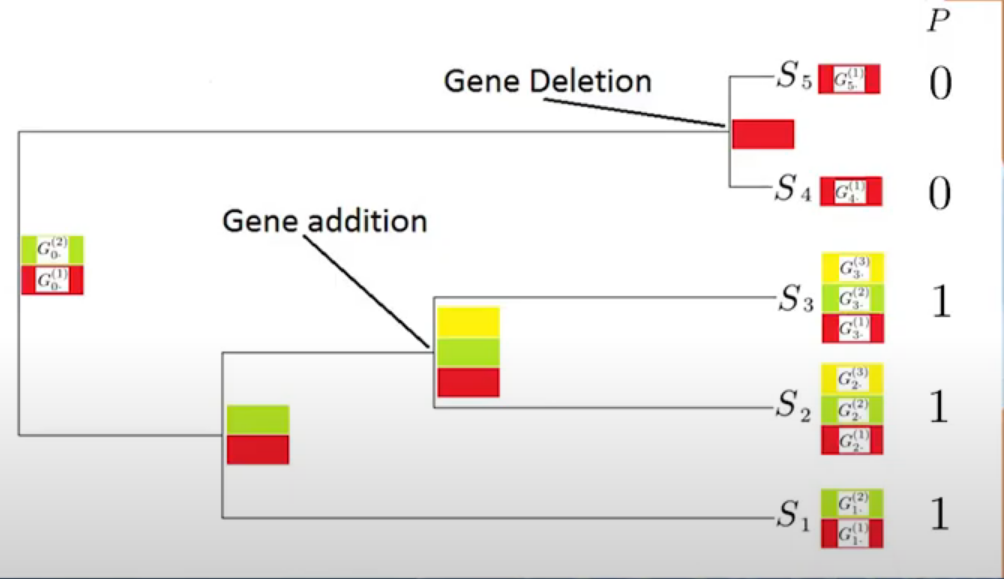 P
Gene Deletion
S₅ G₅.⁽¹⁾ 0
S₄ G₄.⁽¹⁾ 0
Gene addition
G₀.⁽²⁾
G₀.⁽¹⁾
G₃.⁽³⁾
S₃ G₃.⁽²⁾ 1
G₃.⁽¹⁾
G₂.⁽³⁾
S₂ G₂.⁽²⁾ 1
G₂.⁽¹⁾
S₁ G₁.⁽²⁾ 1
G₁.⁽¹⁾